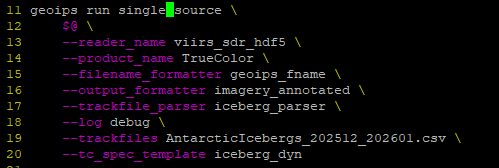 11 geoips run single_source \
12     $@ \
13     --reader_name viirs_sdr_hdf5 \
14     --product_name TrueColor \
15     --filename_formatter geoips_fname \
16     --output_formatter imagery_annotated \
17     --trackfile_parser iceberg_parser \
18     --log debug \
19     --trackfiles AntarcticIcebergs_202512_202601.csv \
20     --tc_spec_template iceberg_dyn